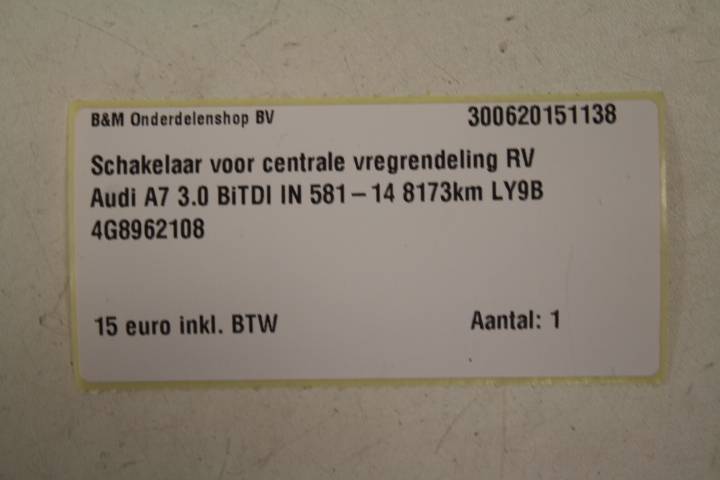 B&M Onderdelenshop BV 300620151138
Schakelaar voor centrale vregrendeling RV
Audi A7 3.0 BiTDI IN 581-14 8173km LY9B
4G8962108
15 euro inkl. BTW Aantal: 1